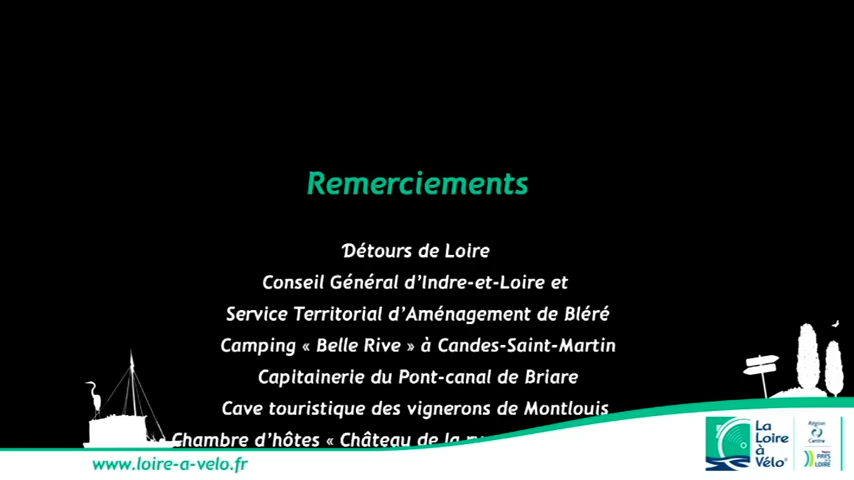 Remerciements
Détours de Loire
Conseil Général d'Indre-et-Loire et
Service Territorial d'Aménagement de Bléré
Camping « Belle Rive » à Candes-Saint-Martin
Capitainerie du Pont-canal de Briare
Cave touristique des vignerons de Montlouis
Chambre d'hôtes « Château de la
www.loire-a-velo.fr
La
Loire
à
Vélo®
Région
Centre
PAYS
LOIRE